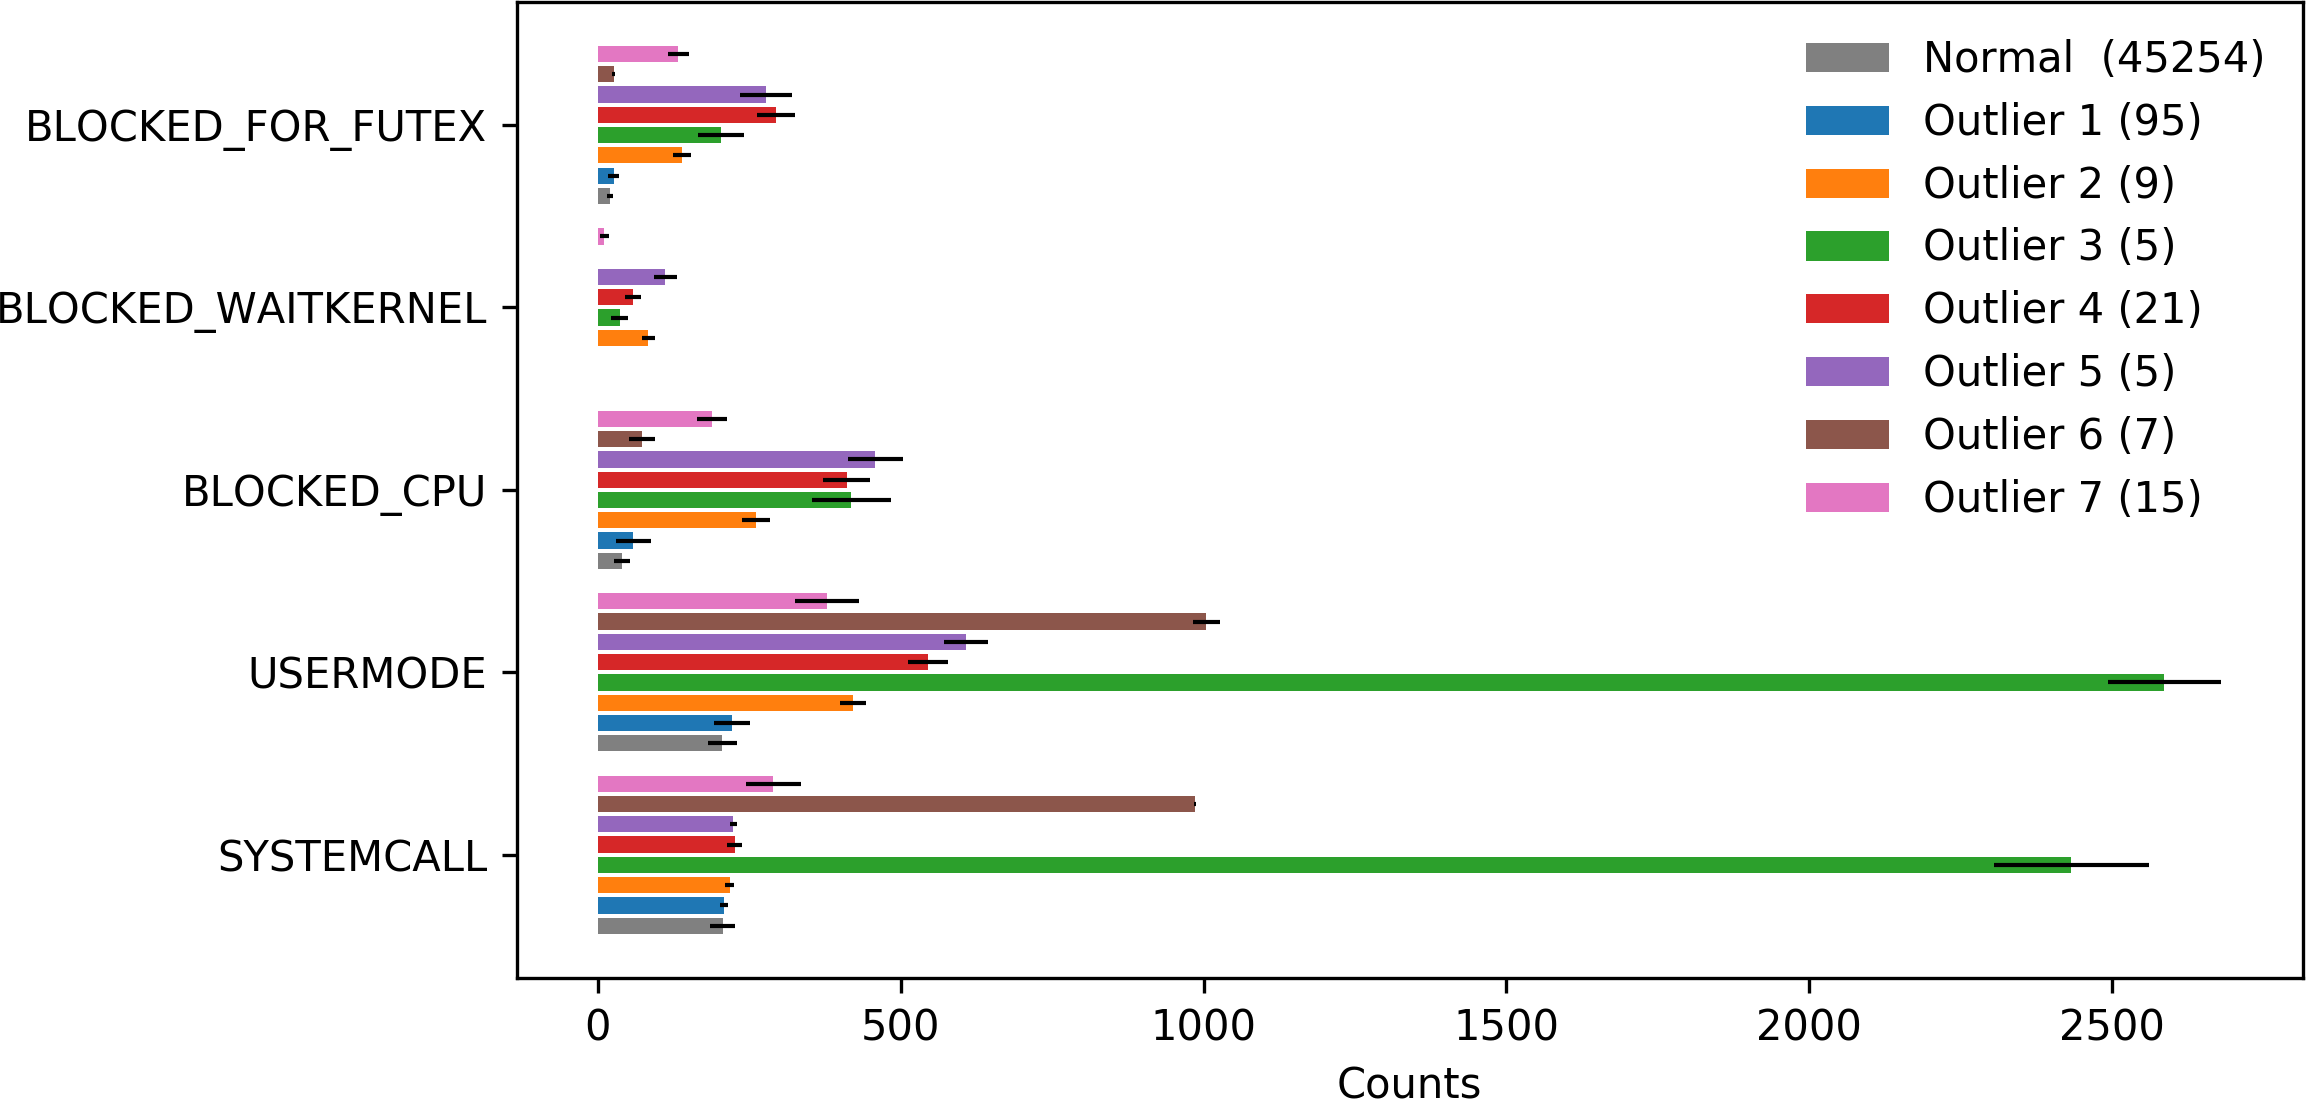 Normal  (45254)
Outlier 1 (95)
Outlier 2 (9)
Outlier 3 (5)
Outlier 4 (21)
Outlier 5 (5)
Outlier 6 (7)
Outlier 7 (15)
BLOCKED_FOR_FUTEX
BLOCKED_WAITKERNEL
BLOCKED_CPU
USERMODE
SYSTEMCALL
0 500 1000 1500 2000 2500
Counts